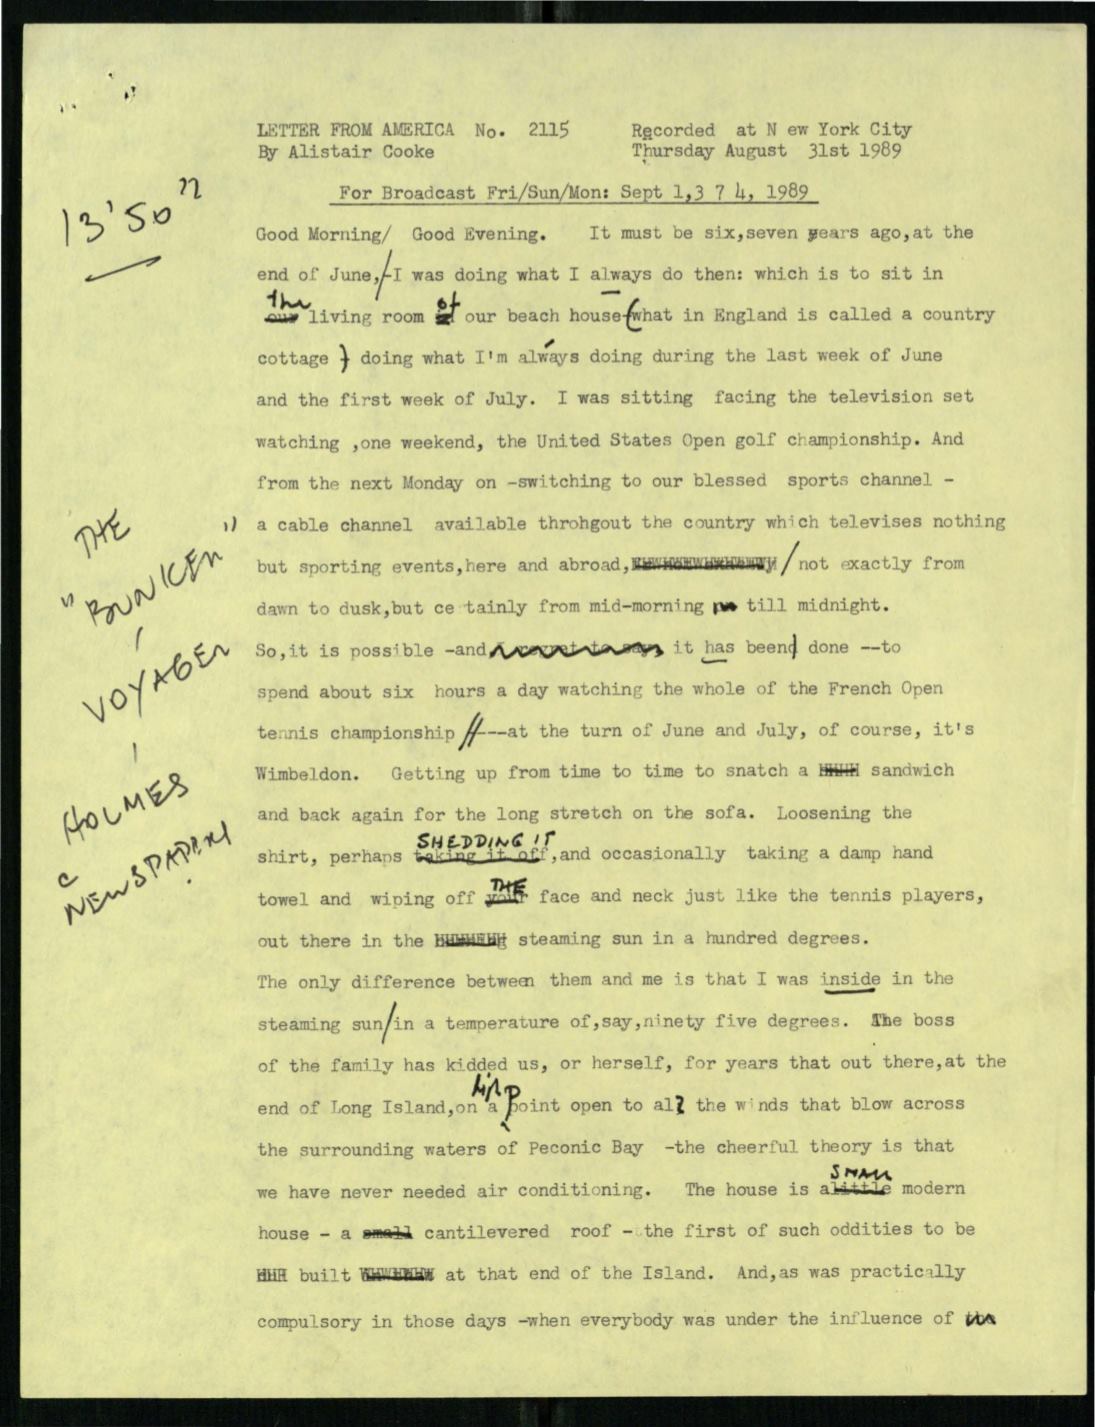 LETTER FROM AMERICA No. 2115 Recorded at N ew York City
By Alistair Cooke Thursday August 31st 1989
For Broadcast Fri/Sun/Mon: Sept 1,3 7 4, 1989
13'50"
Good Morning/ Good Evening. It must be six,seven years ago,at the
end of June,/-I was doing what I always do then: which is to sit in
the
our living room of our beach house-(what in England is called a country
cottage ) doing what I'm always doing during the last week of June
and the first week of July. I was sitting facing the television set
watching ,one weekend, the United States Open golf championship. And
from the next Monday on -switching to our blessed sports channel -
a cable channel available throhgout the country which televises nothing
but sporting events,here and abroad, / not exactly from
dawn to dusk,but ce tainly from mid-morning till midnight.
So,it is possible -and I regret to say, it has been done --to
spend about six hours a day watching the whole of the French Open
tennis championship //---at the turn of June and July, of course, it's
Wimbeldon. Getting up from time to time to snatch a sandwich
and back again for the long stretch on the sofa. Loosening the
SHEDDING IT
shirt, perhaps taking it off,and occasionally taking a damp hand
THE
towel and wiping off your face and neck just like the tennis players,
out there in the steaming sun in a hundred degrees.
The only difference between them and me is that I was inside in the
steaming sun/in a temperature of,say,ninety five degrees. The boss
of the family has kidded us, or herself, for years that out there,at the
end of Long Island,on a point open to all the winds that blow across
the surrounding waters of Peconic Bay -the cheerful theory is that
SMALL
we have never needed air conditioning. The house is alittle modern
house - a small cantilevered roof - the first of such oddities to be
built at that end of the Island. And,as was practically
compulsory in those days -when everybody was under the influence of
THE
"BUNKER"
VOYAGER
HOLMES
C
NEWSPAPERS